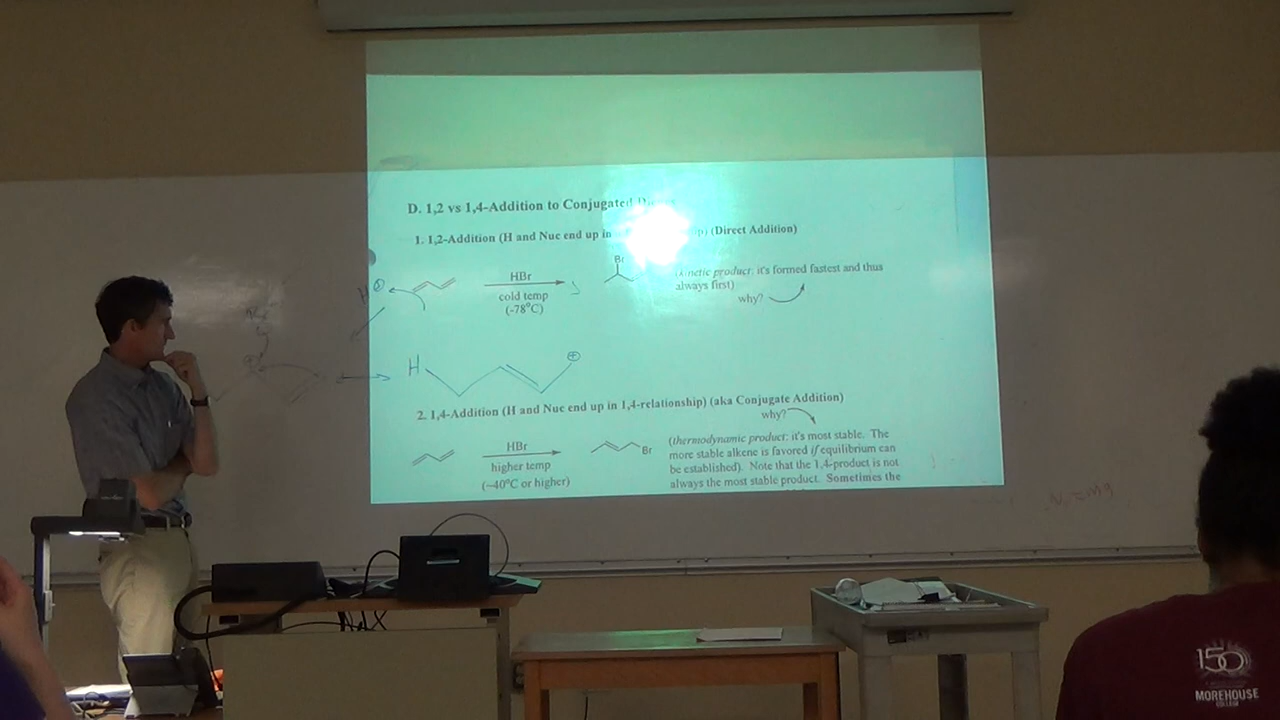 D. 1,2 vs 1,4-Addition to Conjugated
1. 1,2-Addition (H and Nuc end up in (Direct Addition)
H ⊕
HBr
cold temp
(-78°C)
Br
product: it's formed fastest and thus
always first)
why?
H
⊕
2. 1,4-Addition (H and Nuc end up in 1,4-relationship) (aka Conjugate Addition)
why?
HBr
higher temp
(~40°C or higher)
Br
(thermodynamic product: it's most stable. The
more stable alkene is favored if equilibrium can
be established). Note that the 1,4-product is not
always the most stable product. Sometimes the
150
MOREHOUSE
COLLEGE